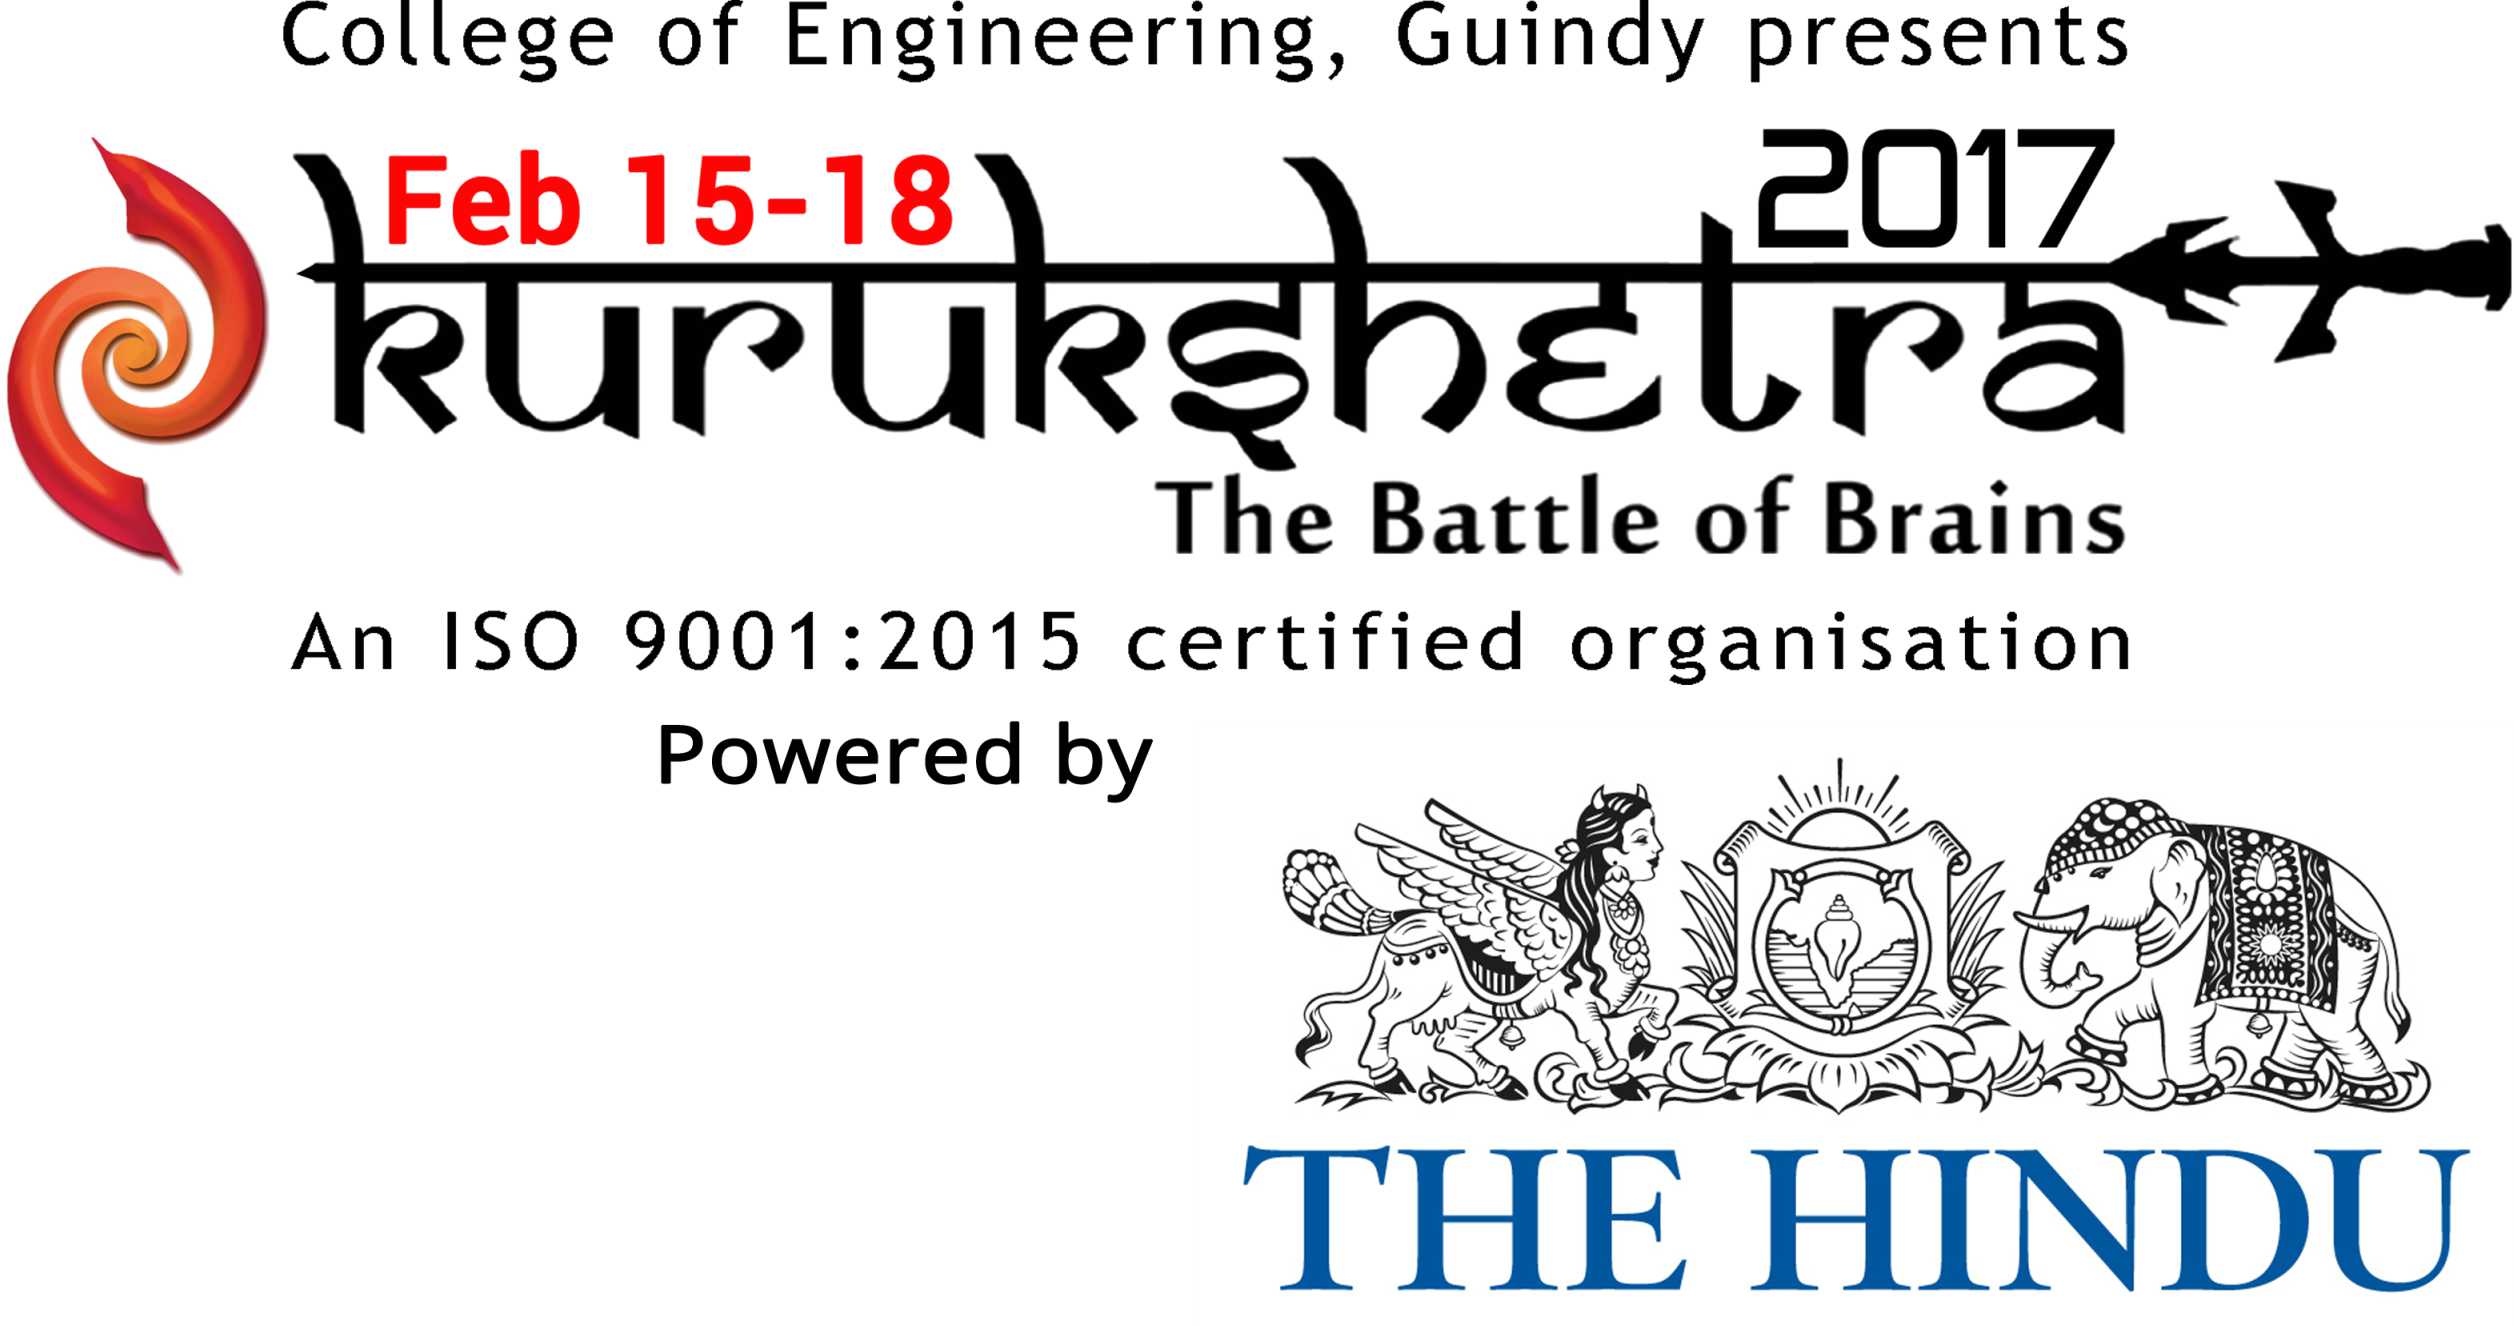 College of Engineering, Guindy presents
Feb 15-18
2017
kurukshetra
The Battle of Brains
An ISO 9001:2015 certified organisation
Powered by
THE HINDU